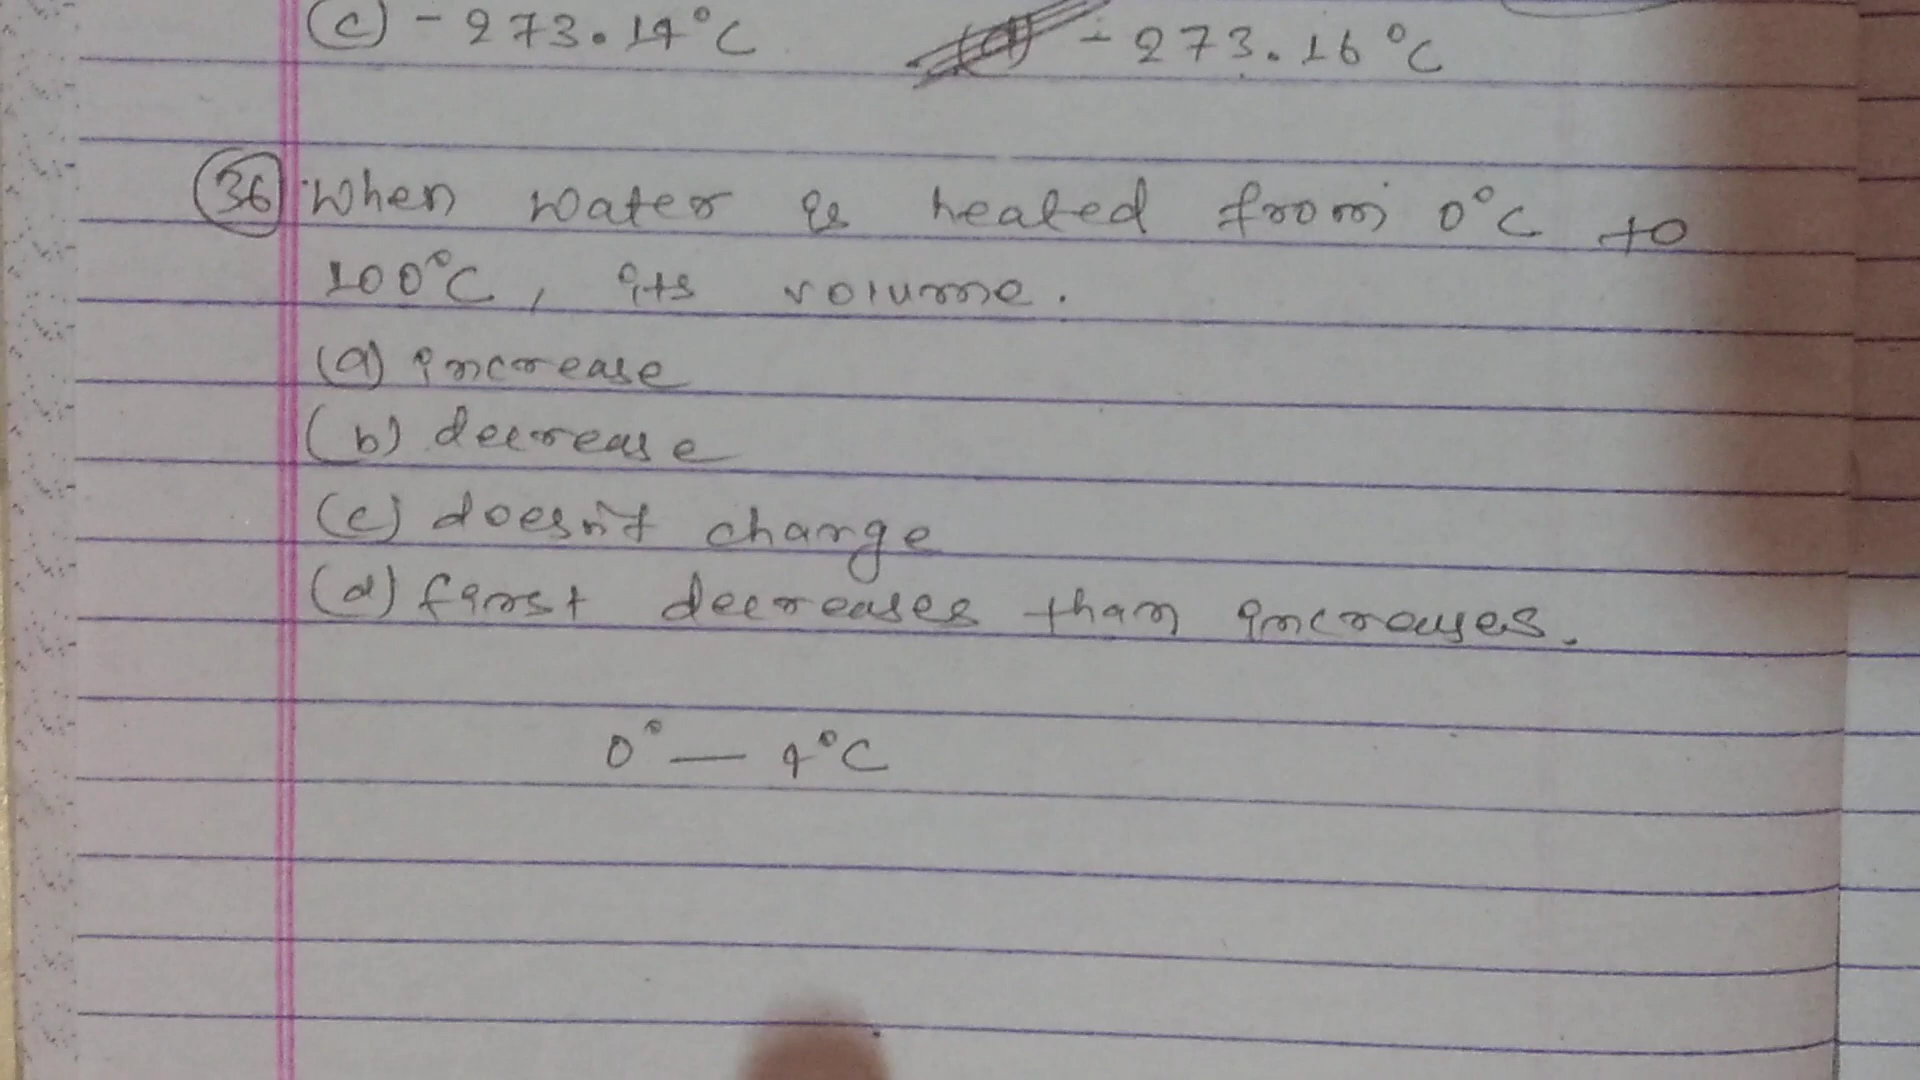 (c) -273.14°C (d) -273.16°C
36 When water is heated from 0°C to
100°C, its volume.
(a) increase
(b) decrease
(c) doesn't change
(d) first decreases than increases.
0° — 4°C